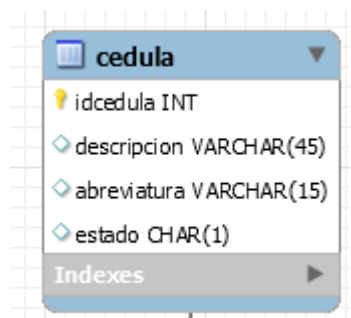 cedula
idcedula INT
descripcion VARCHAR(45)
abreviatura VARCHAR(15)
estado CHAR(1)
Indexes